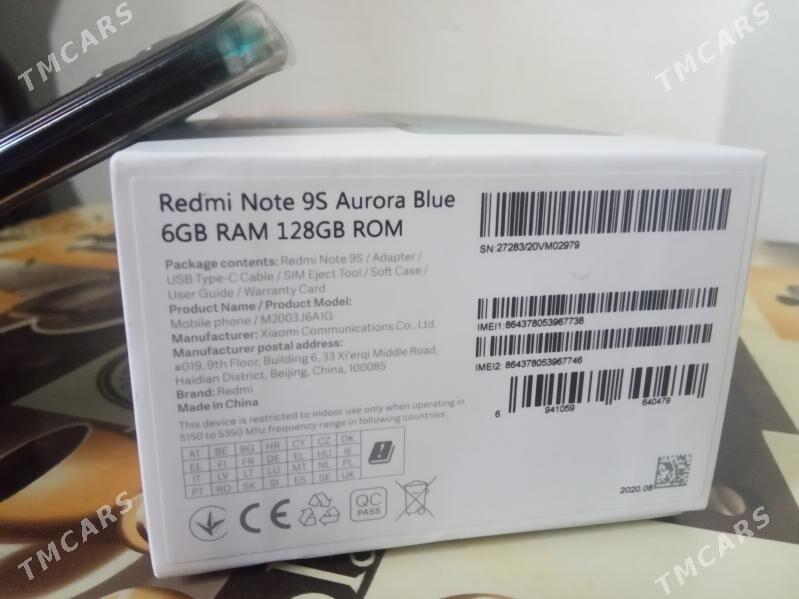 TMCARS
TMCARS
TMCARS
Redmi Note 9S Aurora Blue
6GB RAM 128GB ROM
Package contents: Redmi Note 9S / Adapter /
USB Type-C Cable / SIM Eject Tool / Soft Case /
User Guide / Warranty Card
Product Name / Product Model:
Mobile phone / M2003J6A1G
Manufacturer: Xiaomi Communications Co., Ltd.
Manufacturer postal address:
#019, 9th Floor, Building 6, 33 Xi'erqi Middle Road,
Haidian District, Beijing, China, 100085
Brand: Redmi
Made in China
This device is restricted to indoor use only when operating in
5150 to 5350 Mhz frequency range in following countries:
AT BE BG HR CY CZ DK
EE FI FR DE EL HU IE
IT LV LT LU MT NL PL
PT RO SK SI ES SE UK
CE
QC
PASS
SN:27283/20VM02979
IMEI1:864378053967738
IMEI2: 864378053967746
6 941059 640479
2020.08
TMCARS
TMCARS
TMCARS